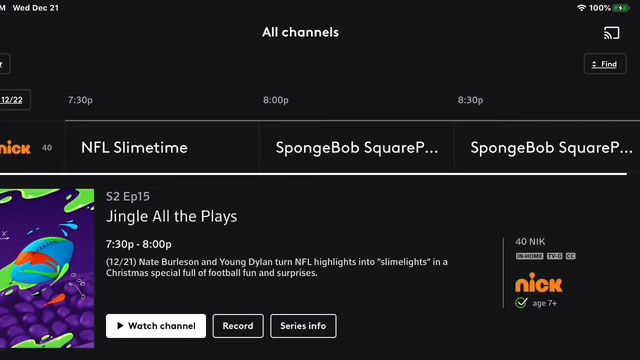 M Wed Dec 21
100%
All channels
r
Find
12/22
7:30p
8:00p
8:30p
nick
40
NFL Slimetime
SpongeBob SquareP...
SpongeBob SquareP...
S2 Ep15
Jingle All the Plays
7:30p - 8:00p
(12/21) Nate Burleson and Young Dylan turn NFL highlights into "slimelights" in a
Christmas special full of football fun and surprises.
40 NIK
IN-HOME TV-G CC
nick
age 7+
Watch channel
Record
Series info
x